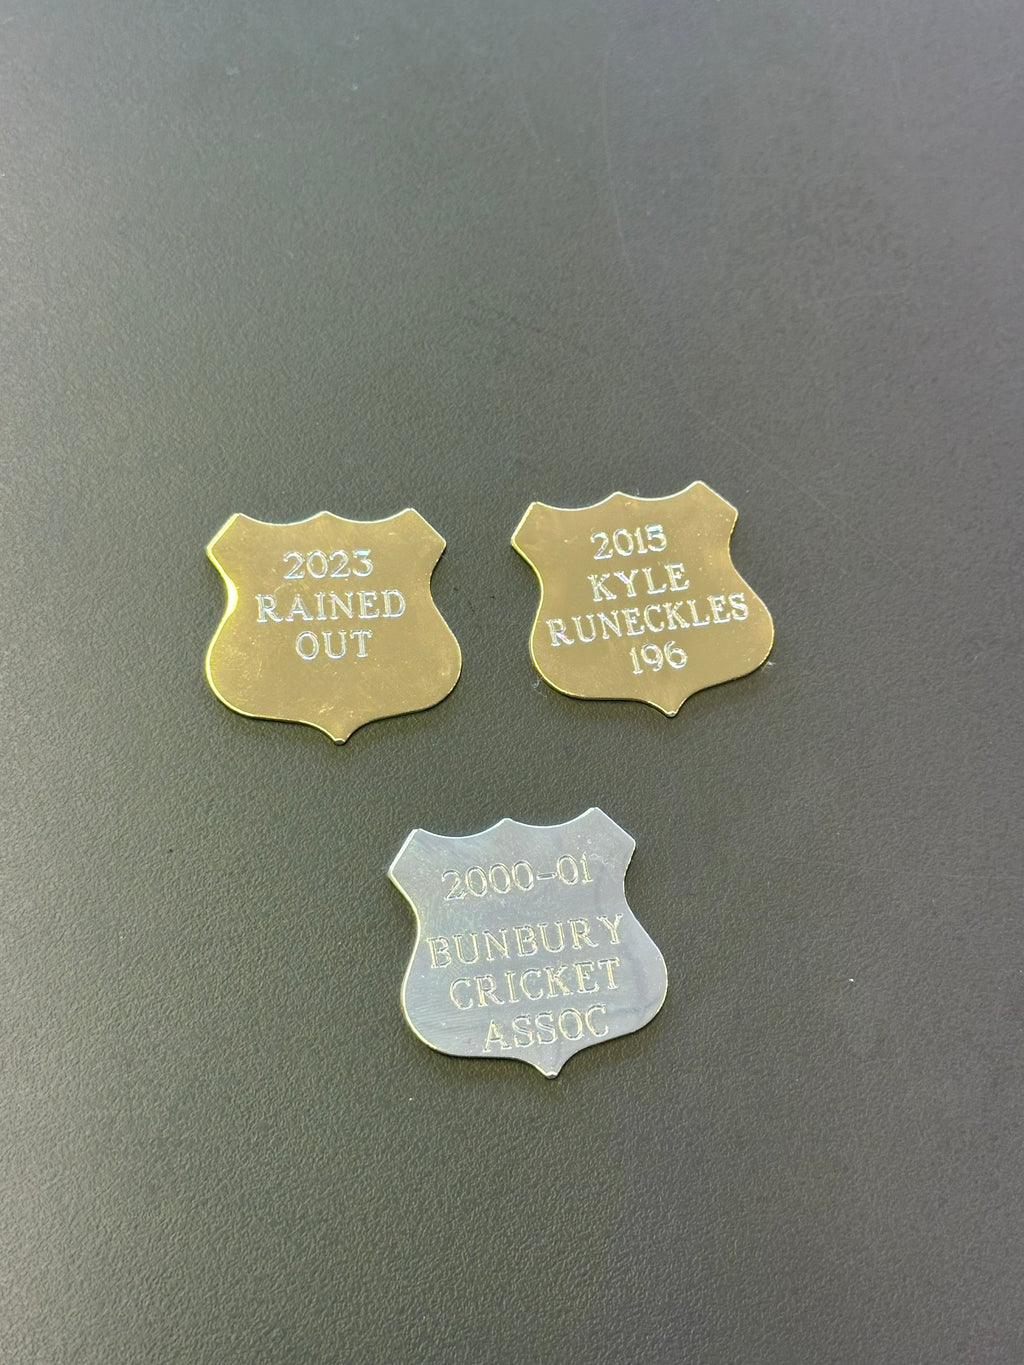 2023
RAINED
OUT
2015
KYLE
RUNECKLES
196
2000-01
BUNBURY
CRICKET
ASSOC